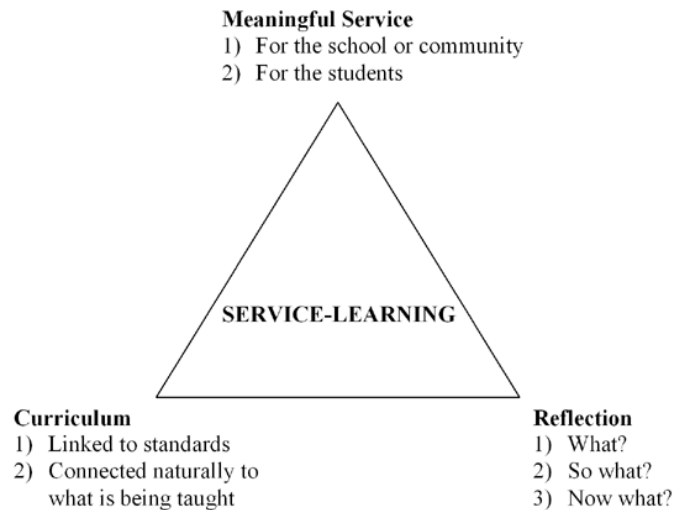 Meaningful Service
1) For the school or community
2) For the students
SERVICE-LEARNING
Curriculum
1) Linked to standards
2) Connected naturally to
what is being taught
Reflection
1) What?
2) So what?
3) Now what?